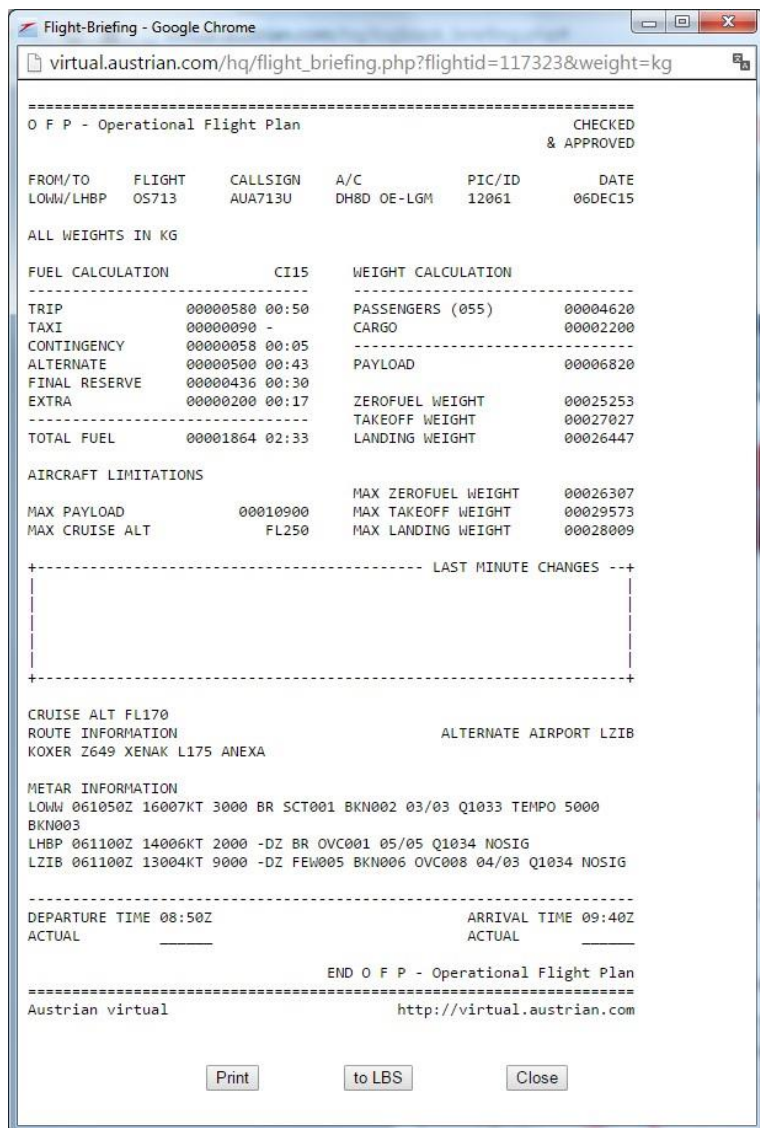 Flight-Briefing - Google Chrome
virtual.austrian.com/hq/flight_briefing.php?flightid=117323&weight=kg
=====================================================================
O F P - Operational Flight Plan                               CHECKED
                                                           & APPROVED
FROM/TO     FLIGHT     CALLSIGN    A/C            PIC/ID         DATE
LOWW/LHBP   OS713      AUA713U     DH8D OE-LGM    12061       06DEC15
ALL WEIGHTS IN KG
FUEL CALCULATION            CI15     WEIGHT CALCULATION
--------------------------------     --------------------------------
TRIP              00000580 00:50     PASSENGERS (055)        00004620
TAXI              00000090 -         CARGO                   00002200
CONTINGENCY       00000058 00:05     --------------------------------
ALTERNATE         00000500 00:43     PAYLOAD                 00006820
FINAL RESERVE     00000436 00:30
EXTRA             00000200 00:17     ZEROFUEL WEIGHT         00025253
--------------------------------     TAKEOFF WEIGHT          00027027
TOTAL FUEL        00001864 02:33     LANDING WEIGHT          00026447
AIRCRAFT LIMITATIONS
                                     MAX ZEROFUEL WEIGHT     00026307
MAX PAYLOAD             00010900     MAX TAKEOFF WEIGHT      00029573
MAX CRUISE ALT             FL250     MAX LANDING WEIGHT      00028009
+-------------------------------------------- LAST MINUTE CHANGES --+
+-------------------------------------------------------------------+
CRUISE ALT FL170
ROUTE INFORMATION                              ALTERNATE AIRPORT LZIB
KOXER Z649 XENAK L175 ANEXA
METAR INFORMATION
LOWW 061050Z 16007KT 3000 BR SCT001 BKN002 03/03 Q1033 TEMPO 5000
BKN003
LHBP 061100Z 14006KT 2000 -DZ BR OVC001 05/05 Q1034 NOSIG
LZIB 061100Z 13004KT 9000 -DZ FEW005 BKN006 OVC008 04/03 Q1034 NOSIG
---------------------------------------------------------------------
DEPARTURE TIME 08:50Z                             ARRIVAL TIME 09:40Z
ACTUAL         ______                             ACTUAL       ______
                                  END O F P - Operational Flight Plan
=====================================================================
Austrian virtual                          http://virtual.austrian.com
Print     to LBS     Close